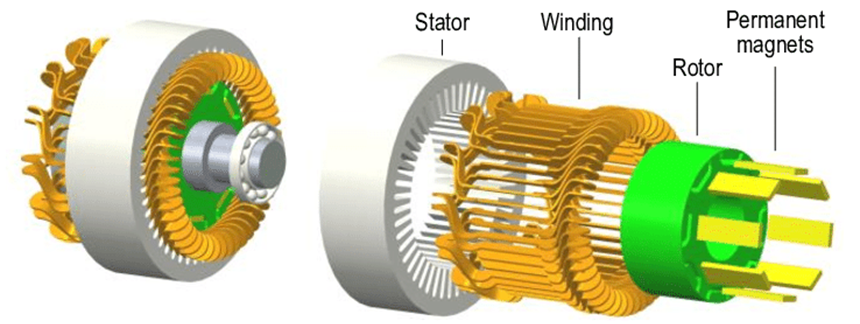 Stator
Winding
Rotor
Permanent
magnets